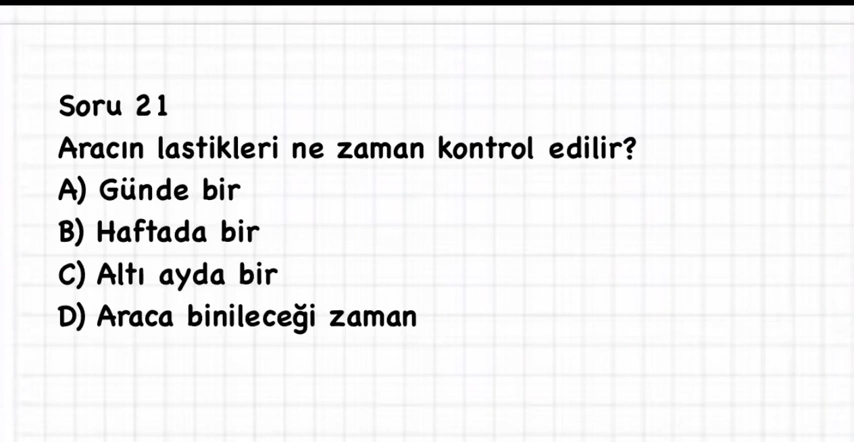 Soru 21
Aracın lastikleri ne zaman kontrol edilir?
A) Günde bir
B) Haftada bir
C) Altı ayda bir
D) Araca binileceği zaman